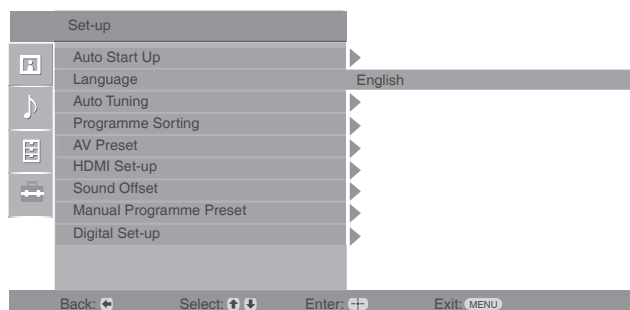 Set-up
Auto Start Up
Language English
Auto Tuning
Programme Sorting
AV Preset
HDMI Set-up
Sound Offset
Manual Programme Preset
Digital Set-up
Back: Select: Enter: Exit: MENU